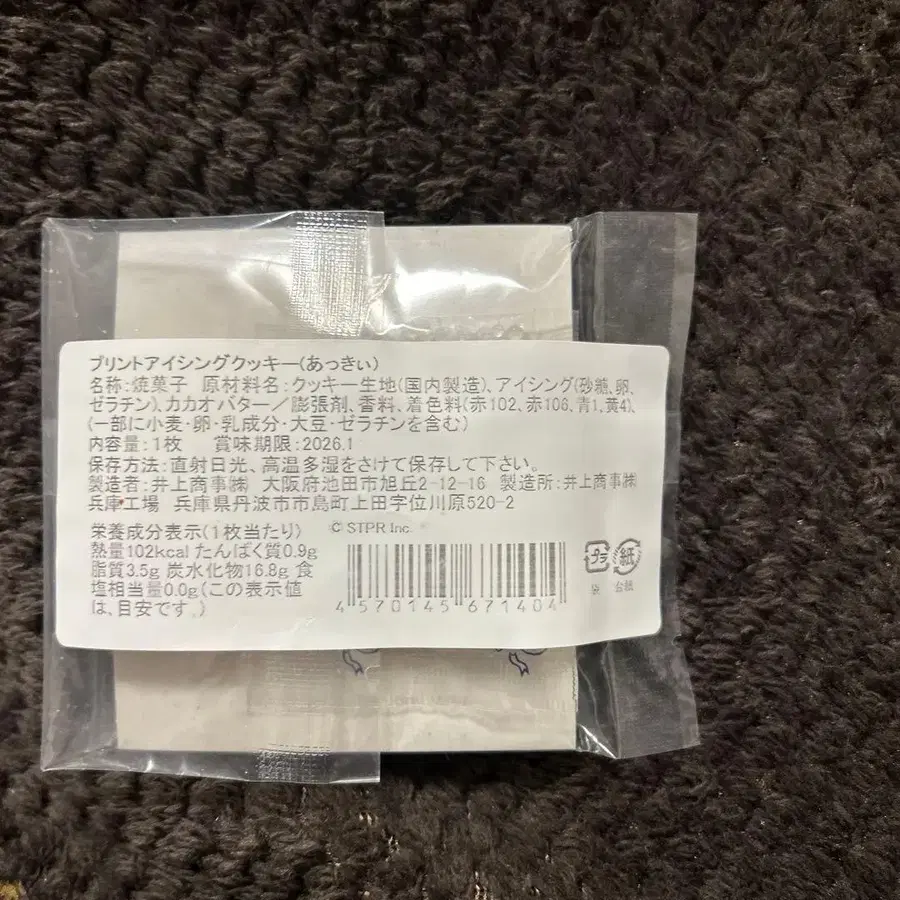 プリントアイシングクッキー(あっきぃ)
名称:焼菓子 原材料名:クッキー生地(国内製造)、アイシング(砂糖、卵、
ゼラチン)、カカオバター/膨張剤、香料、着色料(赤102、赤106、青1、黄4)、
(一部に小麦・卵・乳成分・大豆・ゼラチンを含む)
内容量:1枚 賞味期限:2026.1
保存方法:直射日光、高温多湿をさけて保存して下さい。
製造者:井上商事㈱ 大阪府池田市旭丘2-12-16 製造所:井上商事㈱
兵庫工場 兵庫県丹波市市島町上田字位川原520-2
栄養成分表示(1枚当たり)
熱量102kcal たんぱく質0.9g
脂質3.5g 炭水化物16.8g 食
塩相当量0.0g(この表示値
は、目安です。)
© STPR Inc.
4 570145 671404
プラ 紙
袋 台紙